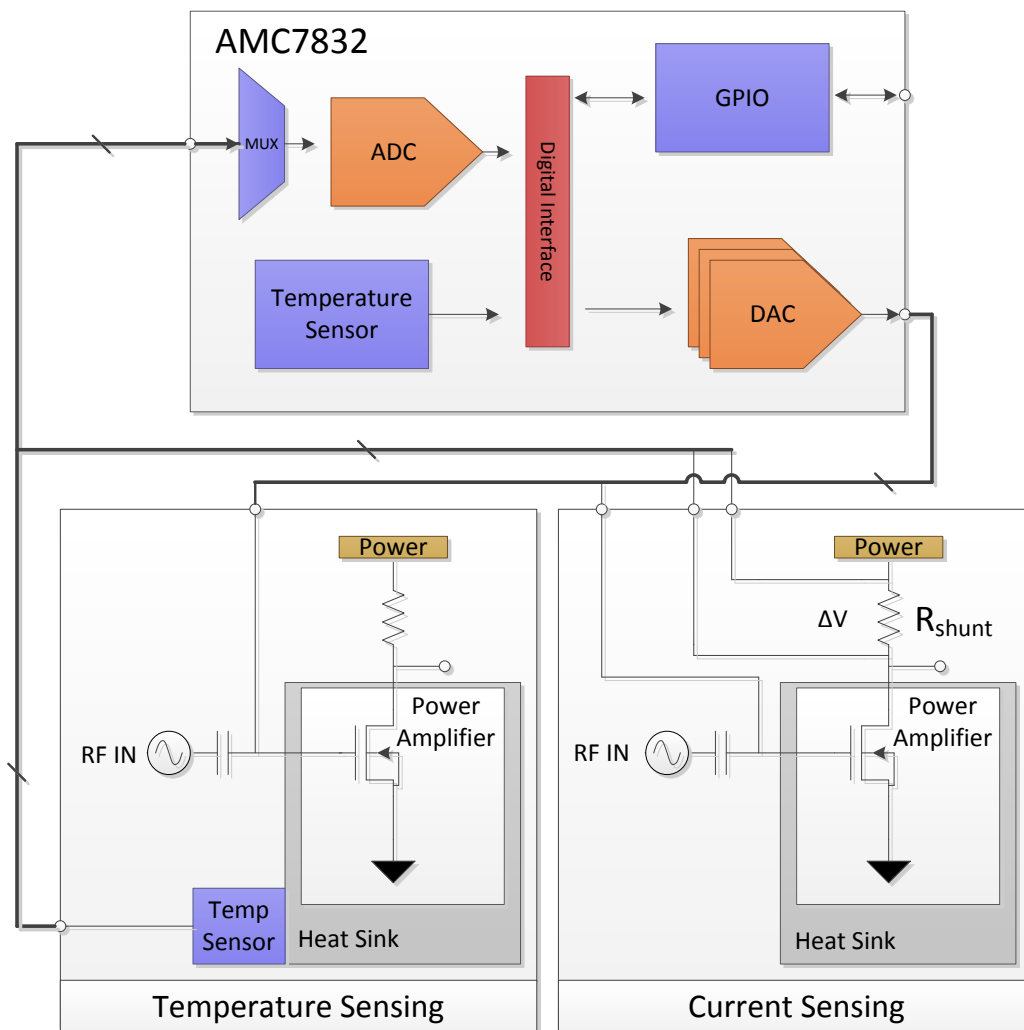 AMC7832
MUX
ADC
Digital Interface
GPIO
Temperature
Sensor
DAC
Power
Power
Amplifier
RF IN
Temp
Sensor
Heat Sink
Temperature Sensing
Power
ΔV
Rshunt
Power
Amplifier
RF IN
Heat Sink
Current Sensing